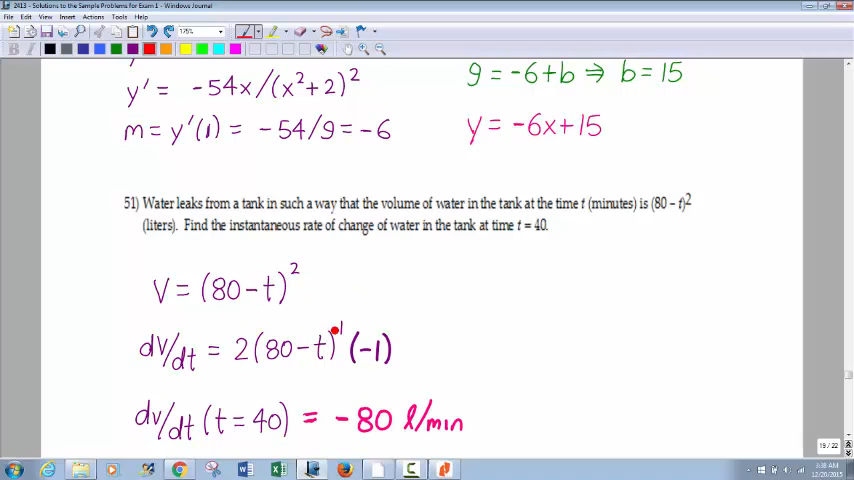 2413 - Solutions to the Sample Problems for Exam 1 - Windows Journal
File Edit View Insert Actions Tools Help
175%
B
y' = -54x/(x²+2)²
m = y'(1) = -54/9 = -6
9 = -6+b ⇒ b = 15
y = -6x+15
51) Water leaks from a tank in such a way that the volume of water in the tank at the time t (minutes) is (80 – t)²
(liters). Find the instantaneous rate of change of water in the tank at time t = 40.
V = (80-t)²
dv/dt = 2(80-t)¹(-1)
dv/dt (t = 40) = -80 l/min
19 / 22
3:38 AM
12/20/2015